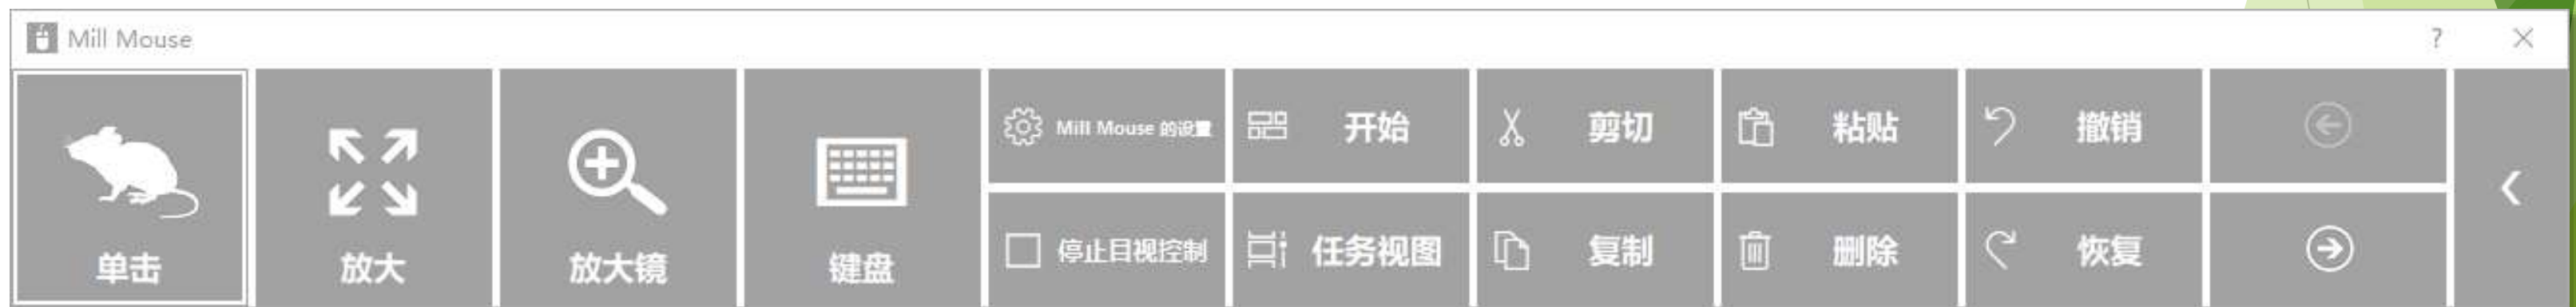 Mill Mouse
?
单击
放大
放大镜
键盘
Mill Mouse 的设置
开始
剪切
粘贴
撤销
停止目视控制
任务视图
复制
删除
恢复